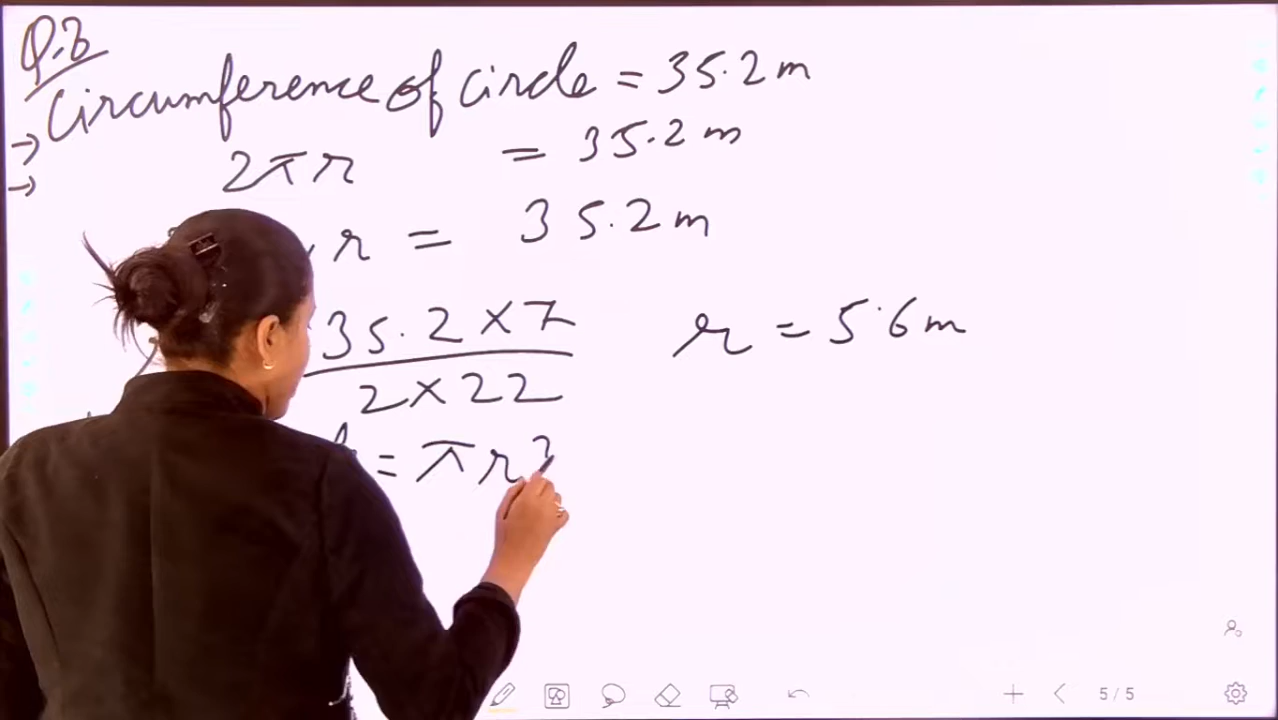 Q.3
→ Circumference of circle = 35.2 m
→ 2πr = 35.2 m
r = 35.2 m
35.2 × 7
2 × 22
r = 5.6 m
= πr²
5 / 5